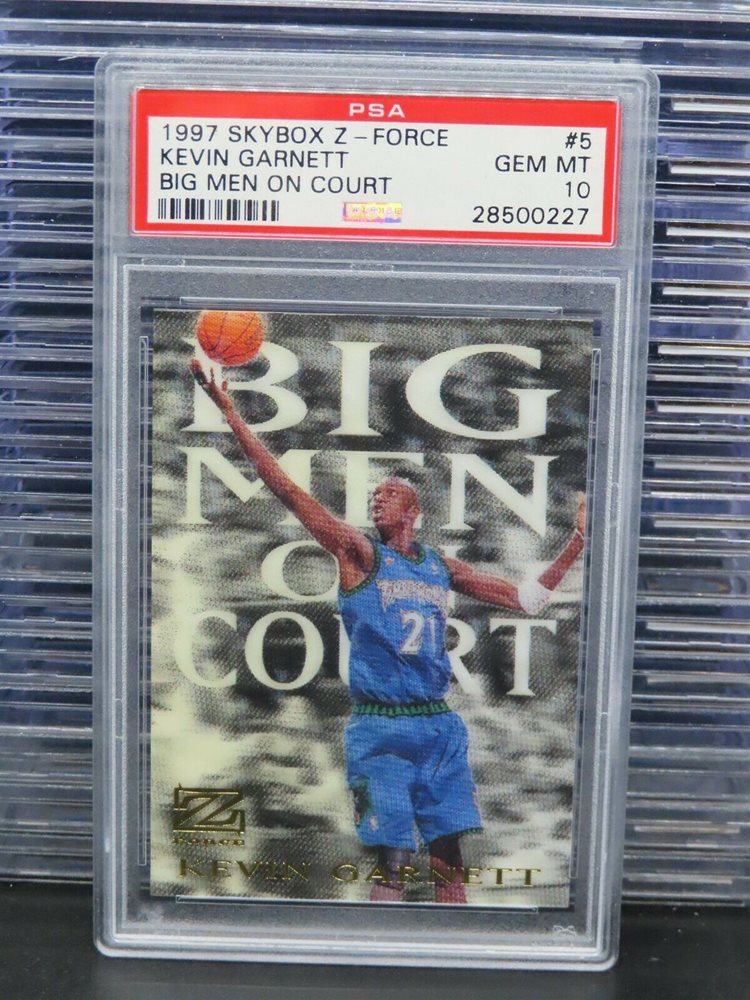 PSA
1997 SKYBOX Z-FORCE #5
KEVIN GARNETT GEM MT
BIG MEN ON COURT 10
28500227
BIG
MEN
ON
COURT
21
Z
FORCE
KEVIN GARNETT